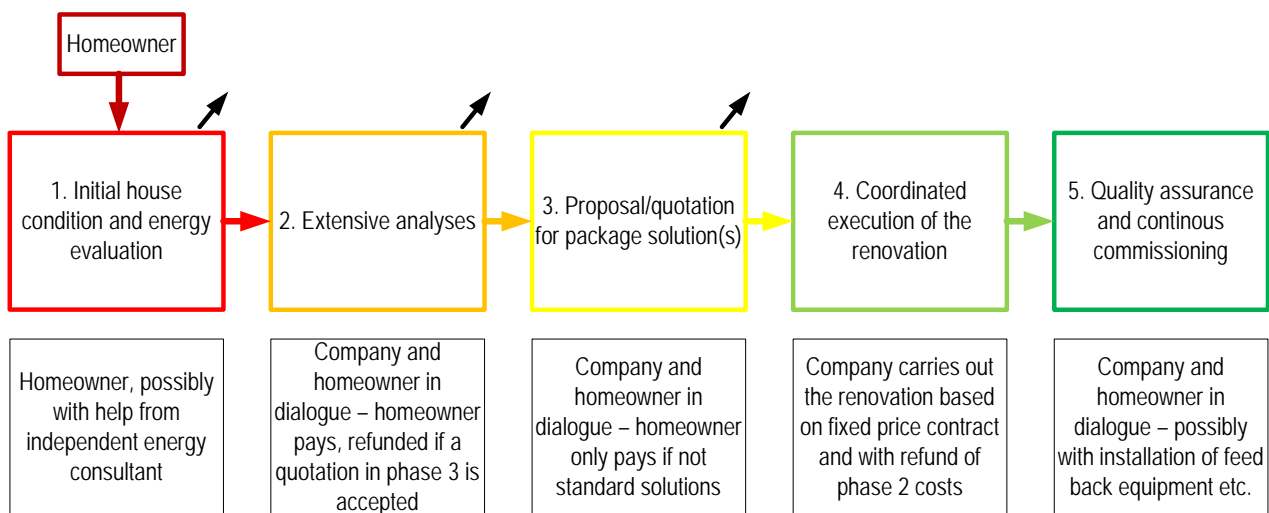 Homeowner
1. Initial house
condition and energy
evaluation
2. Extensive analyses
3. Proposal/quotation
for package solution(s)
4. Coordinated
execution of the
renovation
5. Quality assurance
and continous
commissioning
Homeowner, possibly
with help from
independent energy
consultant
Company and
homeowner in
dialogue – homeowner
pays, refunded if a
quotation in phase 3 is
accepted
Company and
homeowner in
dialogue – homeowner
only pays if not
standard solutions
Company carries out
the renovation based
on fixed price contract
and with refund of
phase 2 costs
Company and
homeowner in
dialogue – possibly
with installation of feed
back equipment etc.